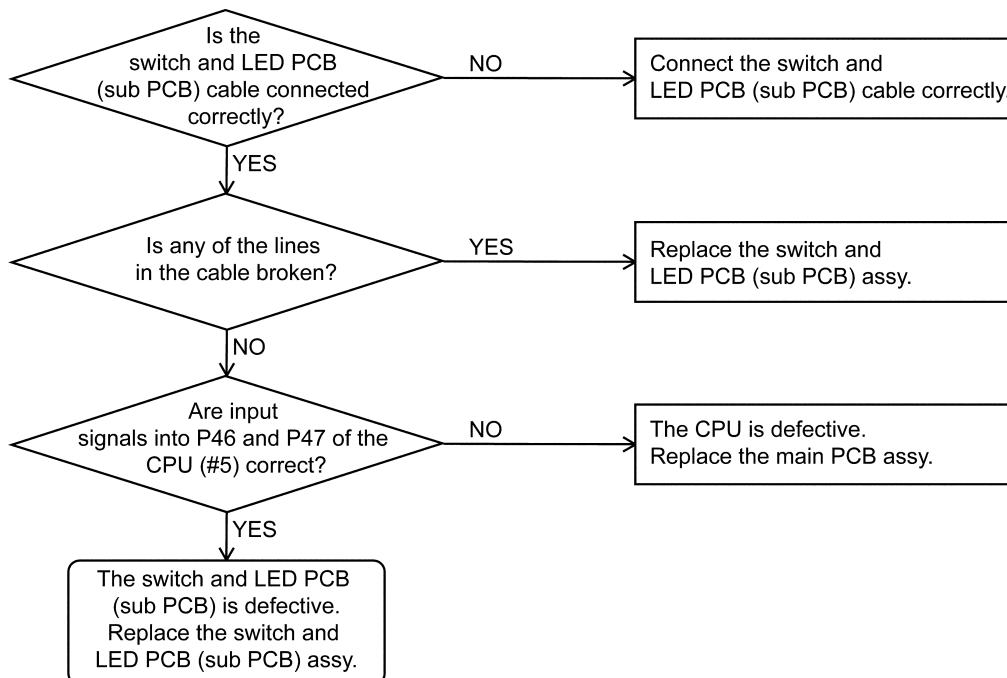 Is the
switch and LED PCB
(sub PCB) cable connected
correctly?
NO
Connect the switch and
LED PCB (sub PCB) cable correctly.
YES
Is any of the lines
in the cable broken?
YES
Replace the switch and
LED PCB (sub PCB) assy.
NO
Are input
signals into P46 and P47 of the
CPU (#5) correct?
NO
The CPU is defective.
Replace the main PCB assy.
YES
The switch and LED PCB
(sub PCB) is defective.
Replace the switch and
LED PCB (sub PCB) assy.